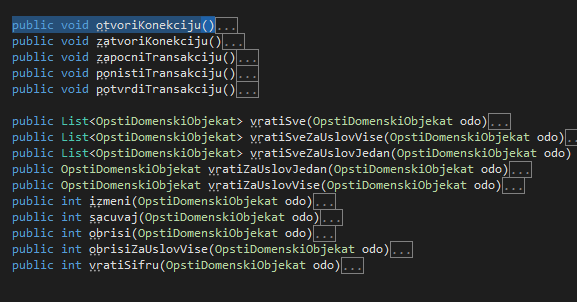 public void otvoriKonekciju()...
public void zatvoriKonekciju()...
public void zapocniTransakciju()...
public void ponistiTransakciju()...
public void potvrdiTransakciju()...
public List<OpstiDomenskiObjekat> vratiSve(OpstiDomenskiObjekat odo)...
public List<OpstiDomenskiObjekat> vratiSveZaUslovVise(OpstiDomenskiObjekat odo)...
public List<OpstiDomenskiObjekat> vratiSveZaUslovJedan(OpstiDomenskiObjekat odo)
public OpstiDomenskiObjekat vratiZaUslovJedan(OpstiDomenskiObjekat odo)...
public OpstiDomenskiObjekat vratiZaUslovVise(OpstiDomenskiObjekat odo)...
public int izmeni(OpstiDomenskiObjekat odo)...
public int sacuvaj(OpstiDomenskiObjekat odo)...
public int obrisi(OpstiDomenskiObjekat odo)...
public int obrisiZaUslovVise(OpstiDomenskiObjekat odo)...
public int vratiSifru(OpstiDomenskiObjekat odo)...